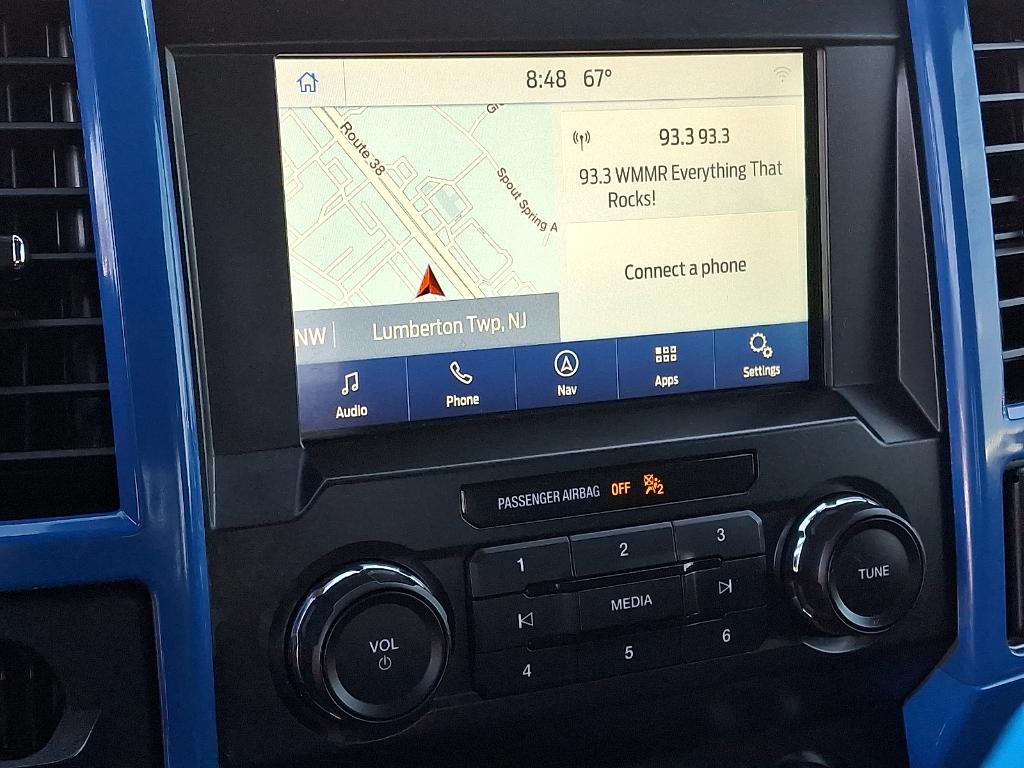 8:48 67°
Route 38
G
Spout Spring A
93.3 93.3
93.3 WMMR Everything That
Rocks!
Connect a phone
NW
Lumberton Twp, NJ
Audio
Phone
Nav
Apps
Settings
PASSENGER AIRBAG OFF 2
1
2
3
MEDIA
4
5
6
VOL
TUNE